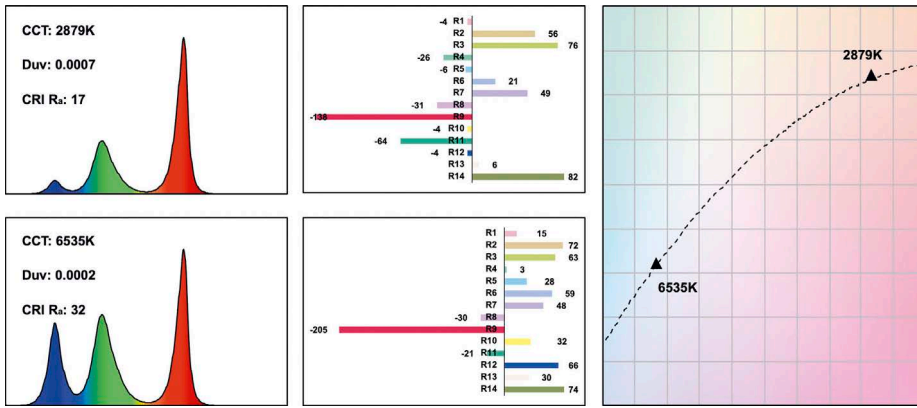 CCT: 2879K
Duv: 0.0007
CRI Ra: 17
-4 R1
R2 56
R3 76
-26 R4
-6 R5
R6 21
R7 49
-31 R8
-138 R9
-4 R10
-64 R11
-4 R12
R13 6
R14 82
CCT: 6535K
Duv: 0.0002
CRI Ra: 32
R1 15
R2 72
R3 63
R4 3
R5 28
R6 59
R7 48
-30 R8
-205 R9
R10 32
-21 R11
R12 66
R13 30
R14 74
2879K
6535K